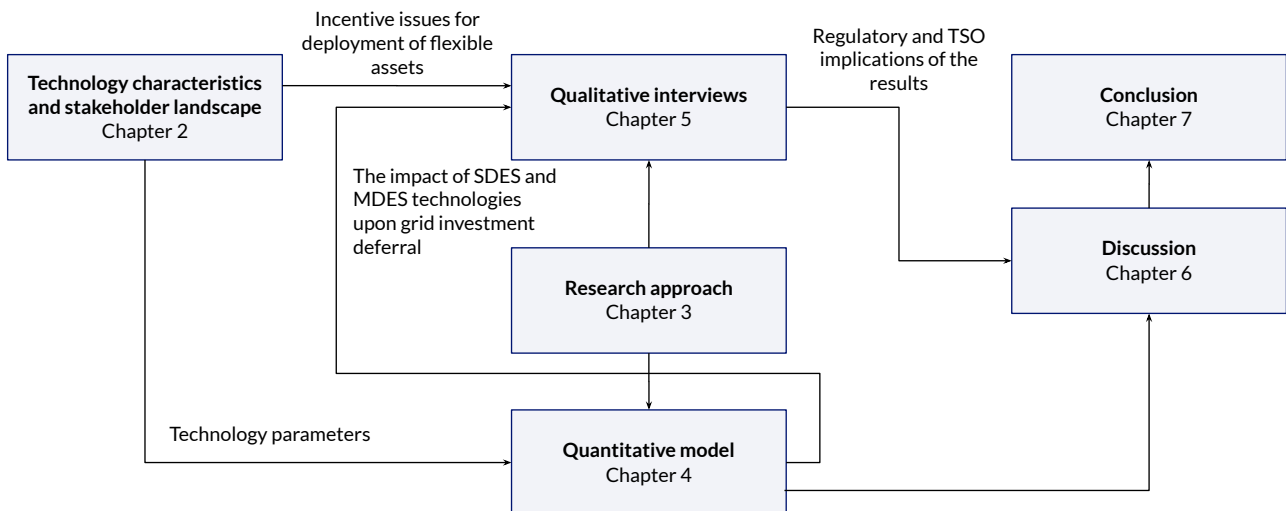 Incentive issues for
deployment of flexible
assets
Technology characteristics
and stakeholder landscape
Chapter 2
Qualitative interviews
Chapter 5
Regulatory and TSO
implications of the
results
Conclusion
Chapter 7
The impact of SDES and
MDES technologies
upon grid investment
deferral
Research approach
Chapter 3
Discussion
Chapter 6
Technology parameters
Quantitative model
Chapter 4